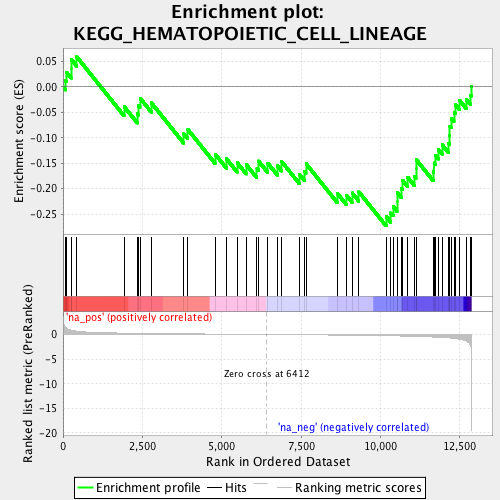 Enrichment plot:
KEGG_HEMATOPOIETIC_CELL_LINEAGE
Enrichment score (ES)
0.05
0.00
-0.05
-0.10
-0.15
-0.20
-0.25
'na_pos' (positively correlated)
Ranked list metric (PreRanked)
0
-5
-10
-15
-20
Zero cross at 6412
'na_neg' (negatively correlated)
0
2,500
5,000
7,500
10,000
12,500
Rank in Ordered Dataset
Enrichment profile
Hits
Ranking metric scores